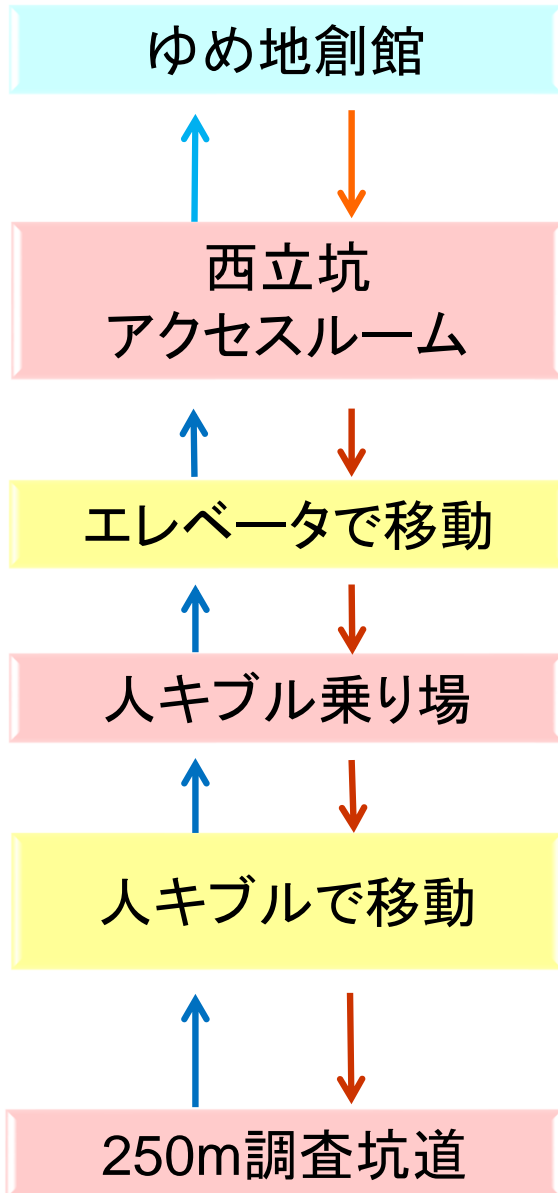 ゆめ地創館
西立坑
アクセスルーム
エレベータで移動
人キブル乗り場
人キブルで移動
250m調査坑道